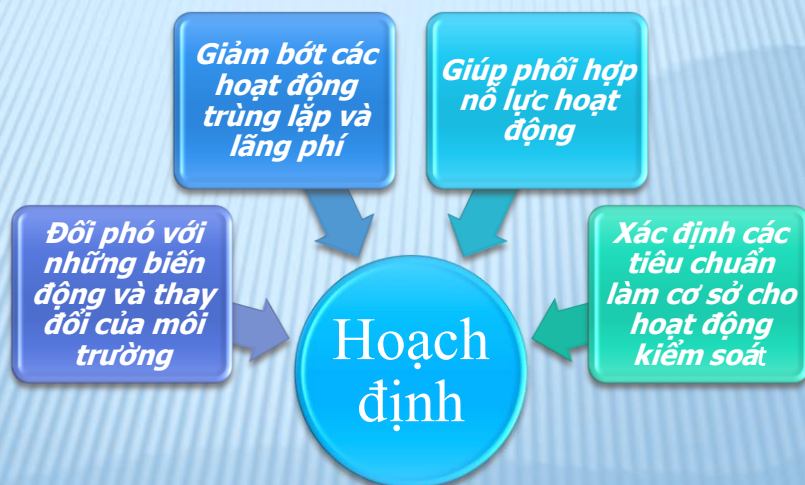 Giảm bớt các
hoạt động
trùng lặp và
lãng phí
Giúp phối hợp
nỗ lực hoạt
động
Đối phó với
những biến
động và thay
đổi của môi
trường
Xác định các
tiêu chuẩn
làm cơ sở cho
hoạt động
kiểm soát
Hoạch
định